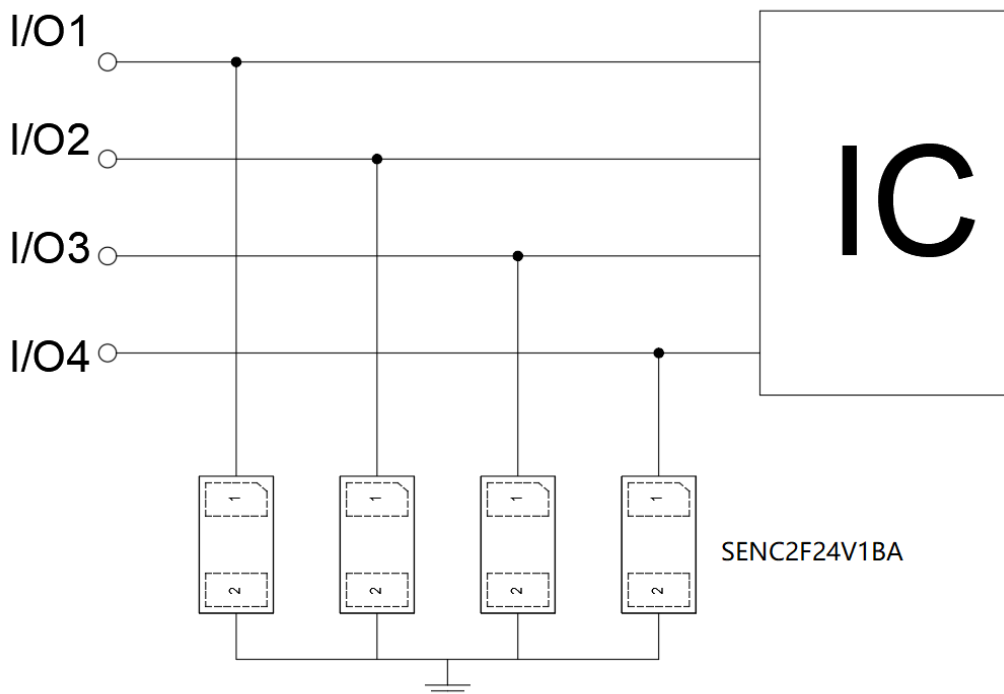 I/O1
I/O2
I/O3
I/O4
IC
1 1 1 1
2 2 2 2
SENC2F24V1BA